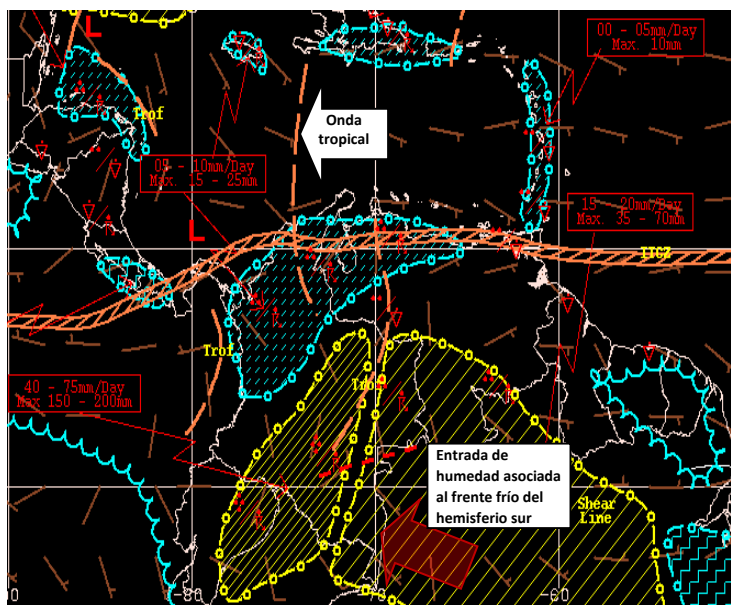 L
00 - 05mm/Day
Max. 10mm
Onda
tropical
Trof
05 - 10mm/Day
Max. 15 - 25mm
15 - 20mm/Day
Max. 35 - 70mm
L
ITCZ
Trof
40 - 75mm/Day
Max 150 - 200mm
Entrada de
humedad asociada
al frente frío del
hemisferio sur
Shear
Line
-80
-70
-60